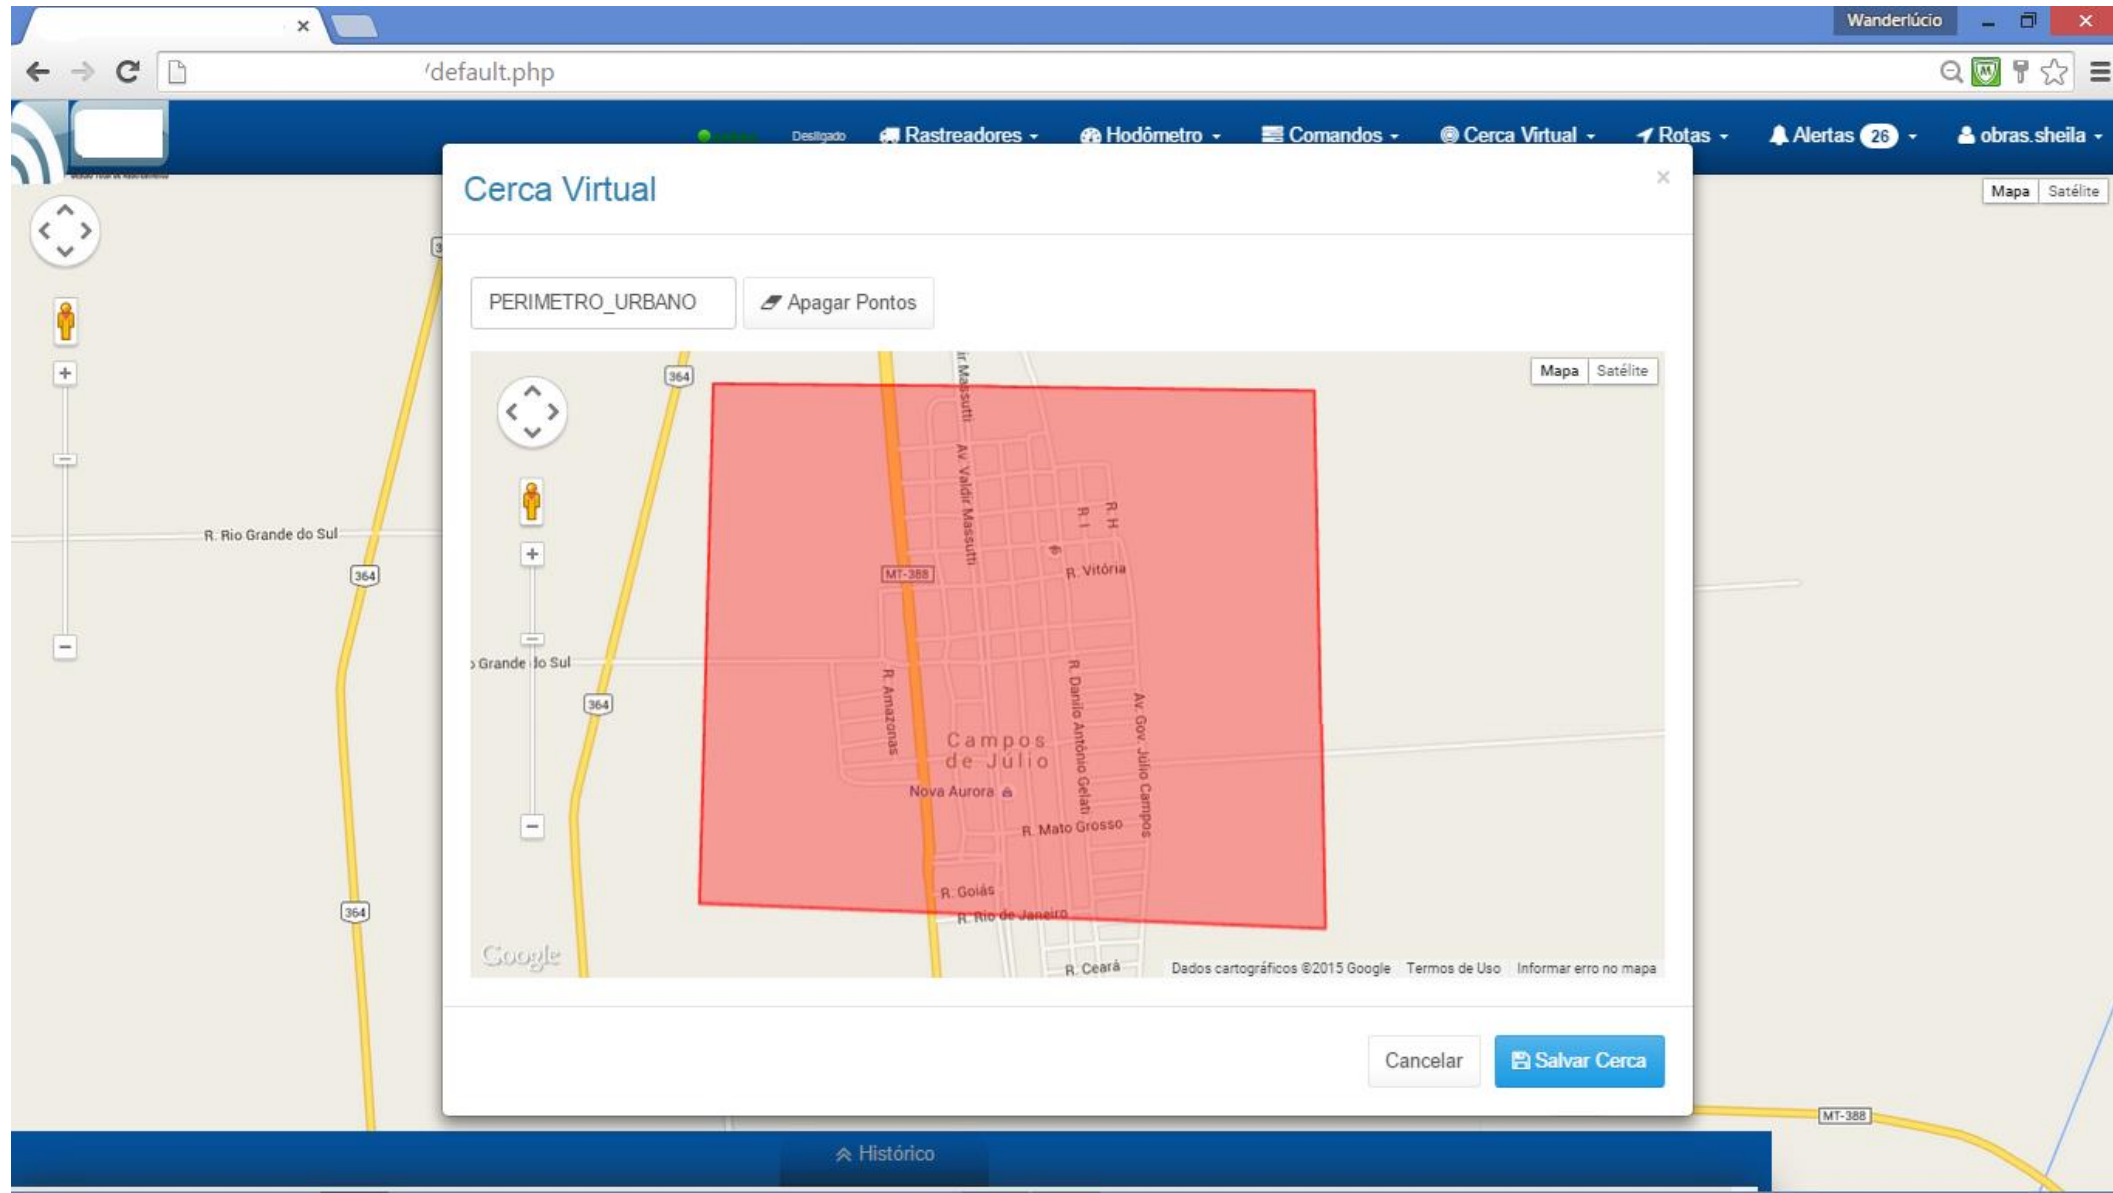 Wanderlúcio
/default.php
Desligado
Rastreadores
Hodômetro
Comandos
Cerca Virtual
Rotas
Alertas 26
obras.sheila
Mapa Satélite
Cerca Virtual
×
PERIMETRO_URBANO
Apagar Pontos
364
Mapa Satélite
Av. Valdir Massutti
R. H
R. I
R. Vitória
MT-388
R. Rio Grande do Sul
364
Grande do Sul
364
R. Amazonas
R. Danilo Antônio Gelati
Av. Gov. Júlio Campos
Campos
de Júlio
Nova Aurora
R. Mato Grosso
R. Goiás
R. Rio de Janeiro
364
Google
R. Ceará
Dados cartográficos ©2015 Google
Termos de Uso
Informar erro no mapa
Cancelar
Salvar Cerca
MT-388
Histórico